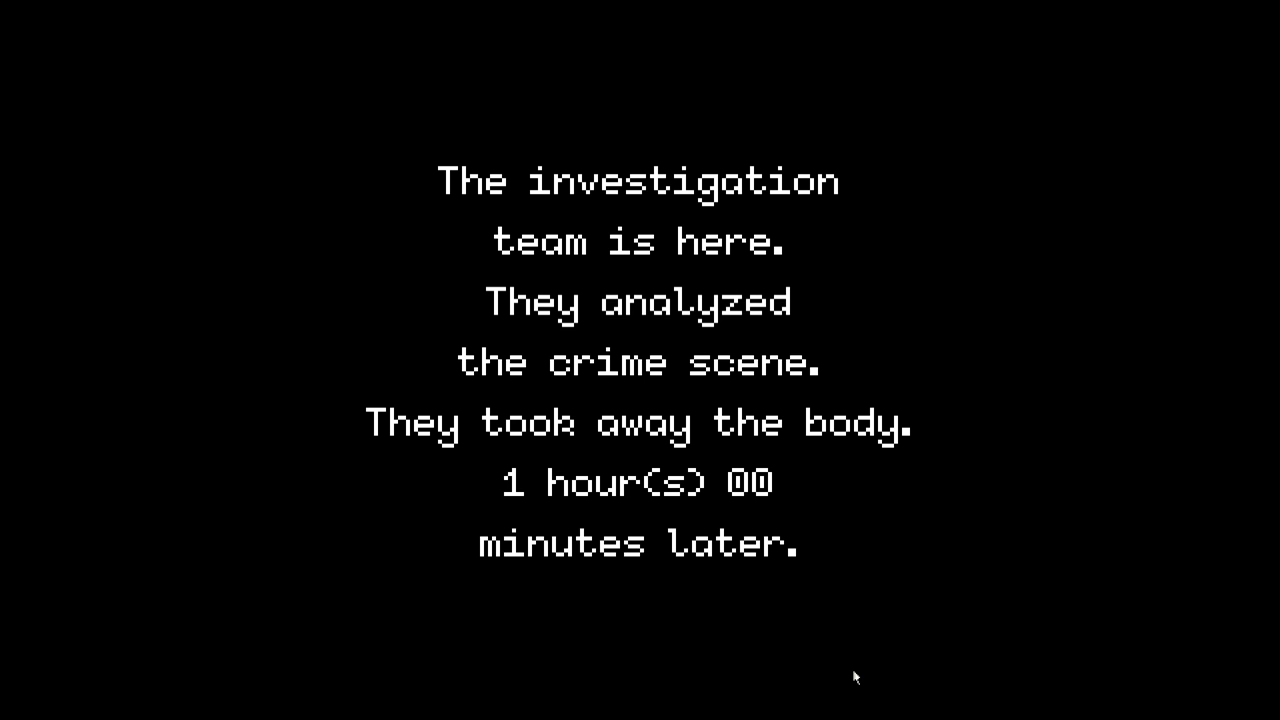 The investigation
team is here.
They analyzed
the crime scene.
They took away the body.
1 hour(s) 00
minutes later.